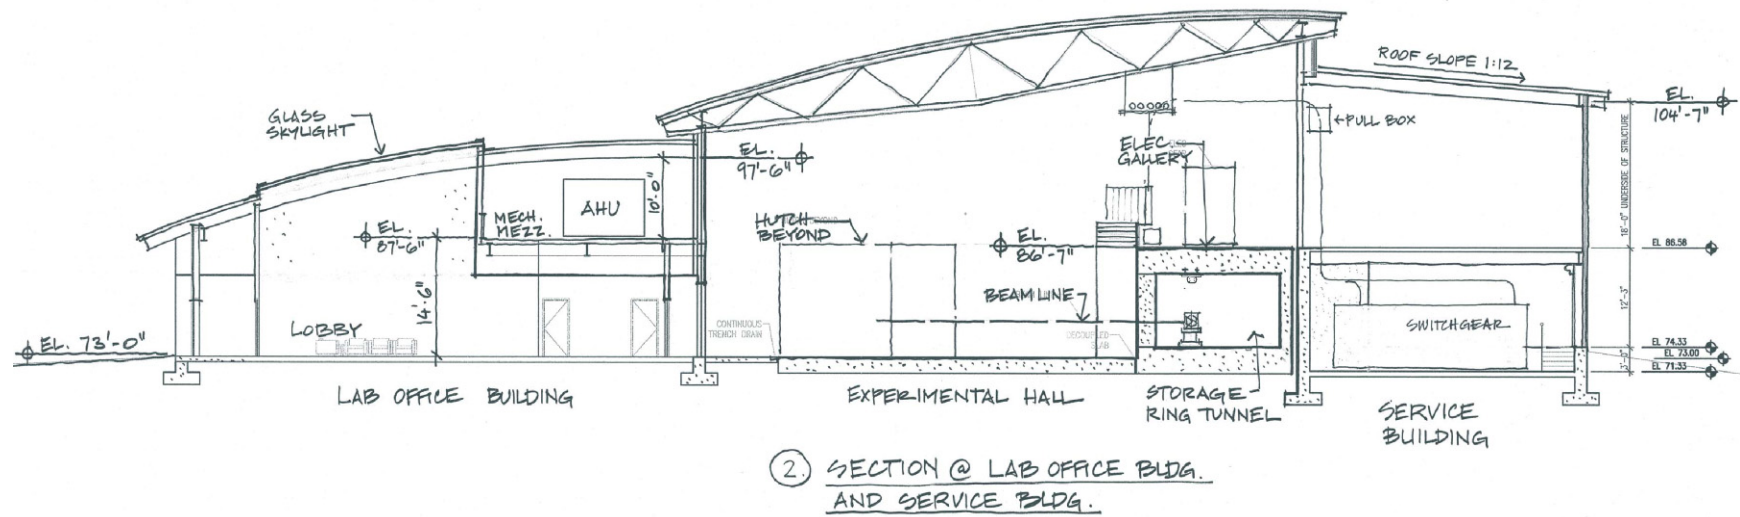 ROOF SLOPE 1:12
GLASS
SKYLIGHT
EL.
104'-7"
PULL BOX
ELEC
GALLERY
EL.
97'-6"
10'-0"
AHU
MECH.
MEZZ.
18'-0" UNDERSIDE OF STRUCTURE
EL.
87'-6"
HUTCH
BEYOND
EL.
86'-7"
EL 86.58
14'-6"
BEAM LINE
12'-3"
LOBBY
CONTINUOUS
TRENCH DRAIN
DECOUPLED
SLAB
SWITCHGEAR
EL. 73'-0"
EL 74.33
EL 73.00
3'-0"
EL 71.33
LAB OFFICE BUILDING
EXPERIMENTAL HALL
STORAGE
RING TUNNEL
SERVICE
BUILDING
2. SECTION @ LAB OFFICE BLDG.
AND SERVICE BLDG.